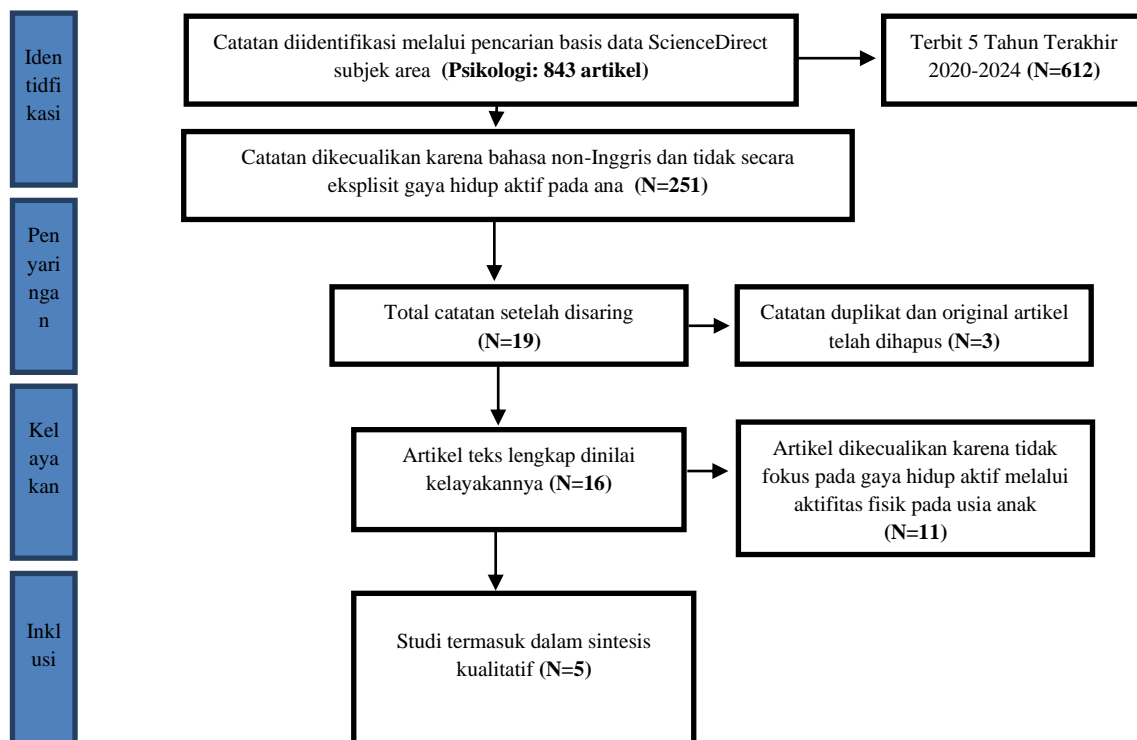 Iden
tidfi
kasi
Catatan diidentifikasi melalui pencarian basis data ScienceDirect
subjek area (Psikologi: 843 artikel)
Terbit 5 Tahun Terakhir
2020-2024 (N=612)
Catatan dikecualikan karena bahasa non-Inggris dan tidak secara
eksplisit gaya hidup aktif pada ana (N=251)
Pen
yari
nga
n
Total catatan setelah disaring
(N=19)
Catatan duplikat dan original artikel
telah dihapus (N=3)
Kel
aya
kan
Artikel teks lengkap dinilai
kelayakannya (N=16)
Artikel dikecualikan karena tidak
fokus pada gaya hidup aktif melalui
aktifitas fisik pada usia anak
(N=11)
Inkl
usi
Studi termasuk dalam sintesis
kualitatif (N=5)